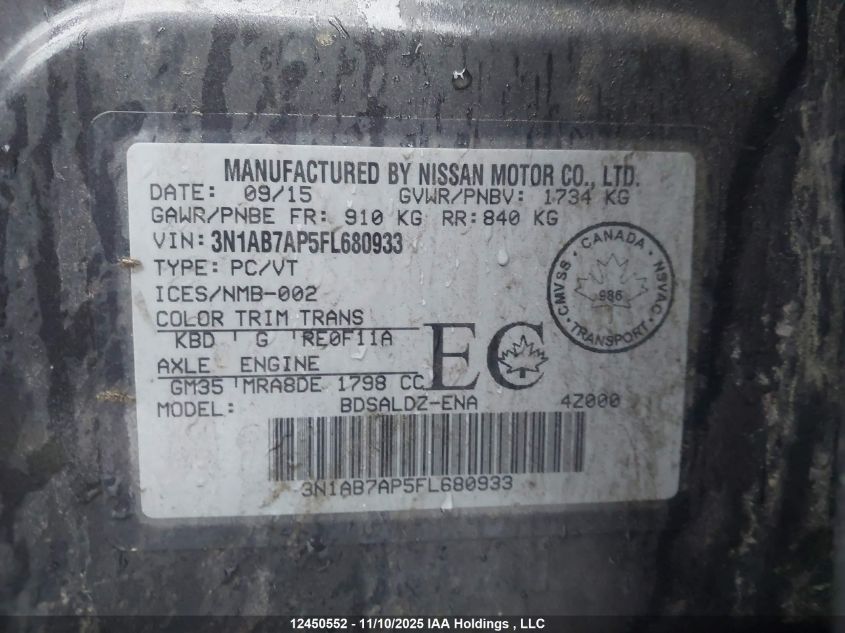 MANUFACTURED BY NISSAN MOTOR CO., LTD.
DATE: 09/15 GVWR/PNBV: 1734 KG
GAWR/PNBE FR: 910 KG RR: 840 KG
VIN: 3N1AB7AP5FL680933
TYPE: PC/VT
ICES/NMB-002
COLOR TRIM TRANS
KBD G RE0F11A
AXLE ENGINE
GM35 MRA8DE 1798 CC
EC
CANADA
CMVSS NSVAC
986
TRANSPORT
MODEL: BDSALDZ-ENA 4Z000
3N1AB7AP5FL680933
12450552 - 11/10/2025 IAA Holdings , LLC